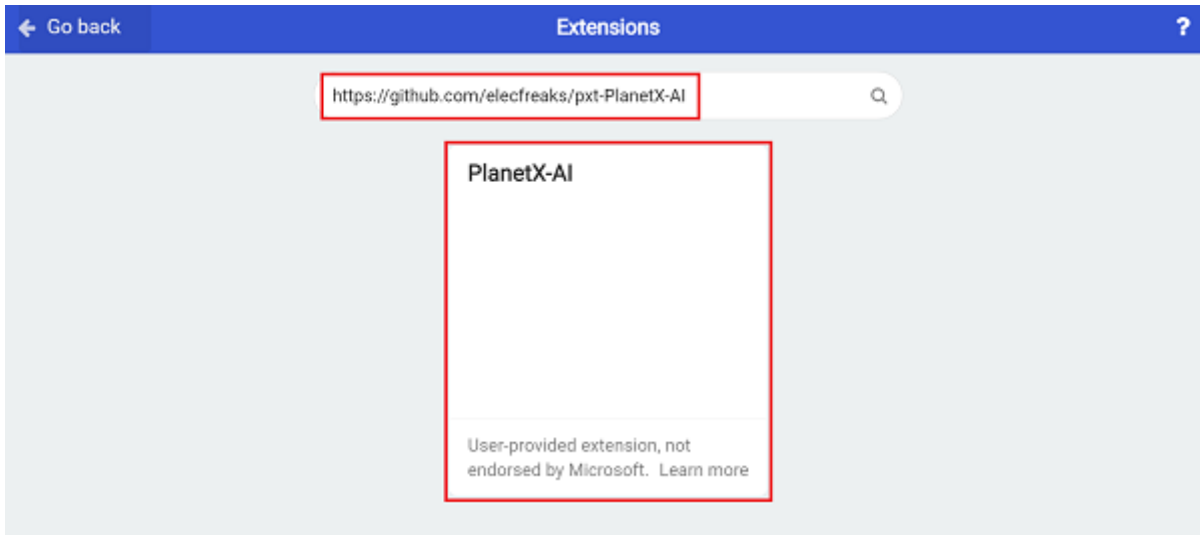 Go back
Extensions
?
https://github.com/elecfreaks/pxt-PlanetX-AI
PlanetX-AI
User-provided extension, not
endorsed by Microsoft. Learn more